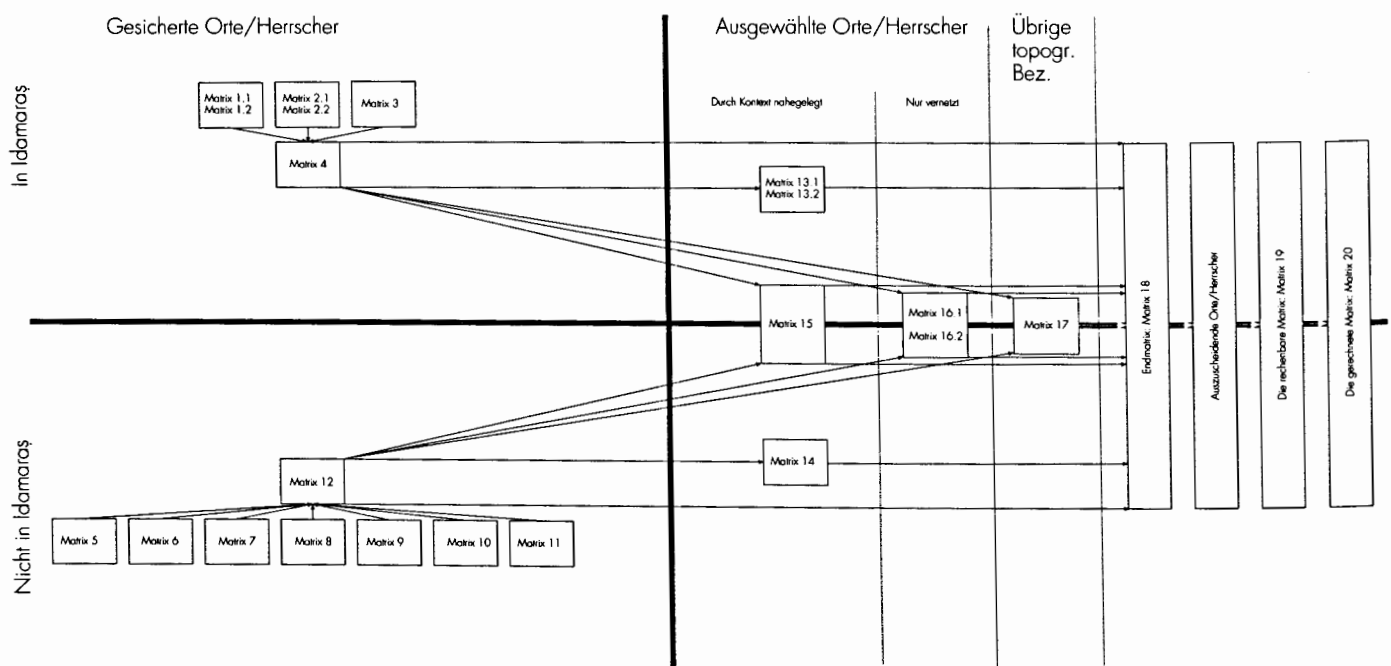 Gesicherte Orte/Herrscher
Ausgewählte Orte/Herrscher
Übrige
topogr.
Bez.
In Idamaraş
Matrix 1.1
Matrix 1.2
Matrix 2.1
Matrix 2.2
Matrix 3
Durch Kontext nahegelegt
Nur vernetzt
Matrix 4
Matrix 13.1
Matrix 13.2
Matrix 15
Matrix 16.1
Matrix 16.2
Matrix 17
Endmatrix: Matrix 18
Auszuscheidende Orte/Herrscher
Die rechenbare Matrix: Matrix 19
Die gerechnete Matrix: Matrix 20
Nicht in Idamaraş
Matrix 12
Matrix 14
Matrix 5
Matrix 6
Matrix 7
Matrix 8
Matrix 9
Matrix 10
Matrix 11